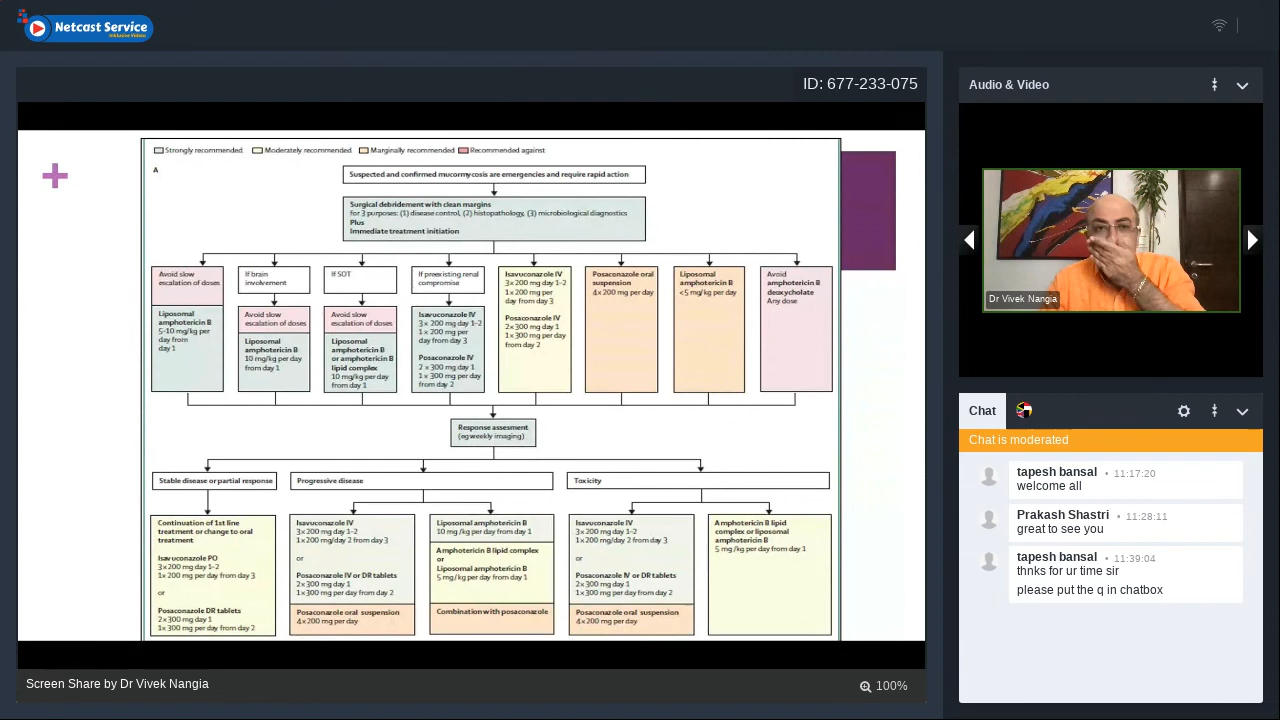 Netcast Service
Inklusive Videos
ID: 677-233-075
Strongly recommended Moderately recommended Marginally recommended Recommended against
A
Suspected and confirmed mucormycosis are emergencies and require rapid action
Surgical debridement with clean margins
for 3 purposes: (1) disease control, (2) histopathology, (3) microbiological diagnostics
Plus
Immediate treatment initiation
Avoid slow
escalation of doses
Liposomal
amphotericin B
5-10 mg/kg per
day from
day 1
If brain
involvement
Avoid slow
escalation of doses
Liposomal
amphotericin B
10 mg/kg per day
from day 1
If SOT
Avoid slow
escalation of doses
Liposomal
amphotericin B
or amphotericin B
lipid complex
10 mg/kg per day
from day 1
If preexisting renal
compromise
Isavuconazole IV
3×200 mg day 1-2
1×200 mg per
day from day 3
Posaconazole IV
2×300 mg day 1
1×300 mg per day
from day 2
Isavuconazole IV
3×200 mg day 1-2
1×200 mg per
day from day 3
Posaconazole IV
2×300 mg day 1
1×300 mg per day
from day 2
Posaconazole oral
suspension
4×200 mg per day
Liposomal
amphotericin B
<5 mg/kg per day
Avoid
amphotericin B
deoxycholate
Any dose
Response assesment
(eg weekly imaging)
Stable disease or partial response
Progressive disease
Toxicity
Continuation of 1st line
treatment or change to oral
treatment
Isavuconazole PO
3×200 mg day 1-2
1×200 mg per day from day 3
or
Posaconazole DR tablets
2×300 mg day 1
1×300 mg per day from day 2
Isavuconazole IV
3×200 mg day 1-2
1×200 mg/day 2 from day 3
or
Posaconazole IV or DR tablets
2×300 mg day 1
1×300 mg per day from day 2
Posaconazole oral suspension
4×200 mg per day
Liposomal amphotericin B
10 mg/kg per day from day 1
Amphotericin B lipid complex
or
Liposomal amphotericin B
5 mg/kg per day from day 1
Combination with posaconazole
Isavuconazole IV
3×200 mg day 1-2
1×200 mg/day 2 from day 3
or
Posaconazole IV or DR tablets
2×300 mg day 1
1×300 mg per day from day 2
Posaconazole oral suspension
4×200 mg per day
Amphotericin B lipid
complex or liposomal
amphotericin B
5 mg/kg per day from day 1
Screen Share by Dr Vivek Nangia
100%
Audio & Video
Dr Vivek Nangia
Chat
Chat is moderated
tapesh bansal • 11:17:20
welcome all
Prakash Shastri • 11:28:11
great to see you
tapesh bansal • 11:39:04
thnks for ur time sir
please put the q in chatbox